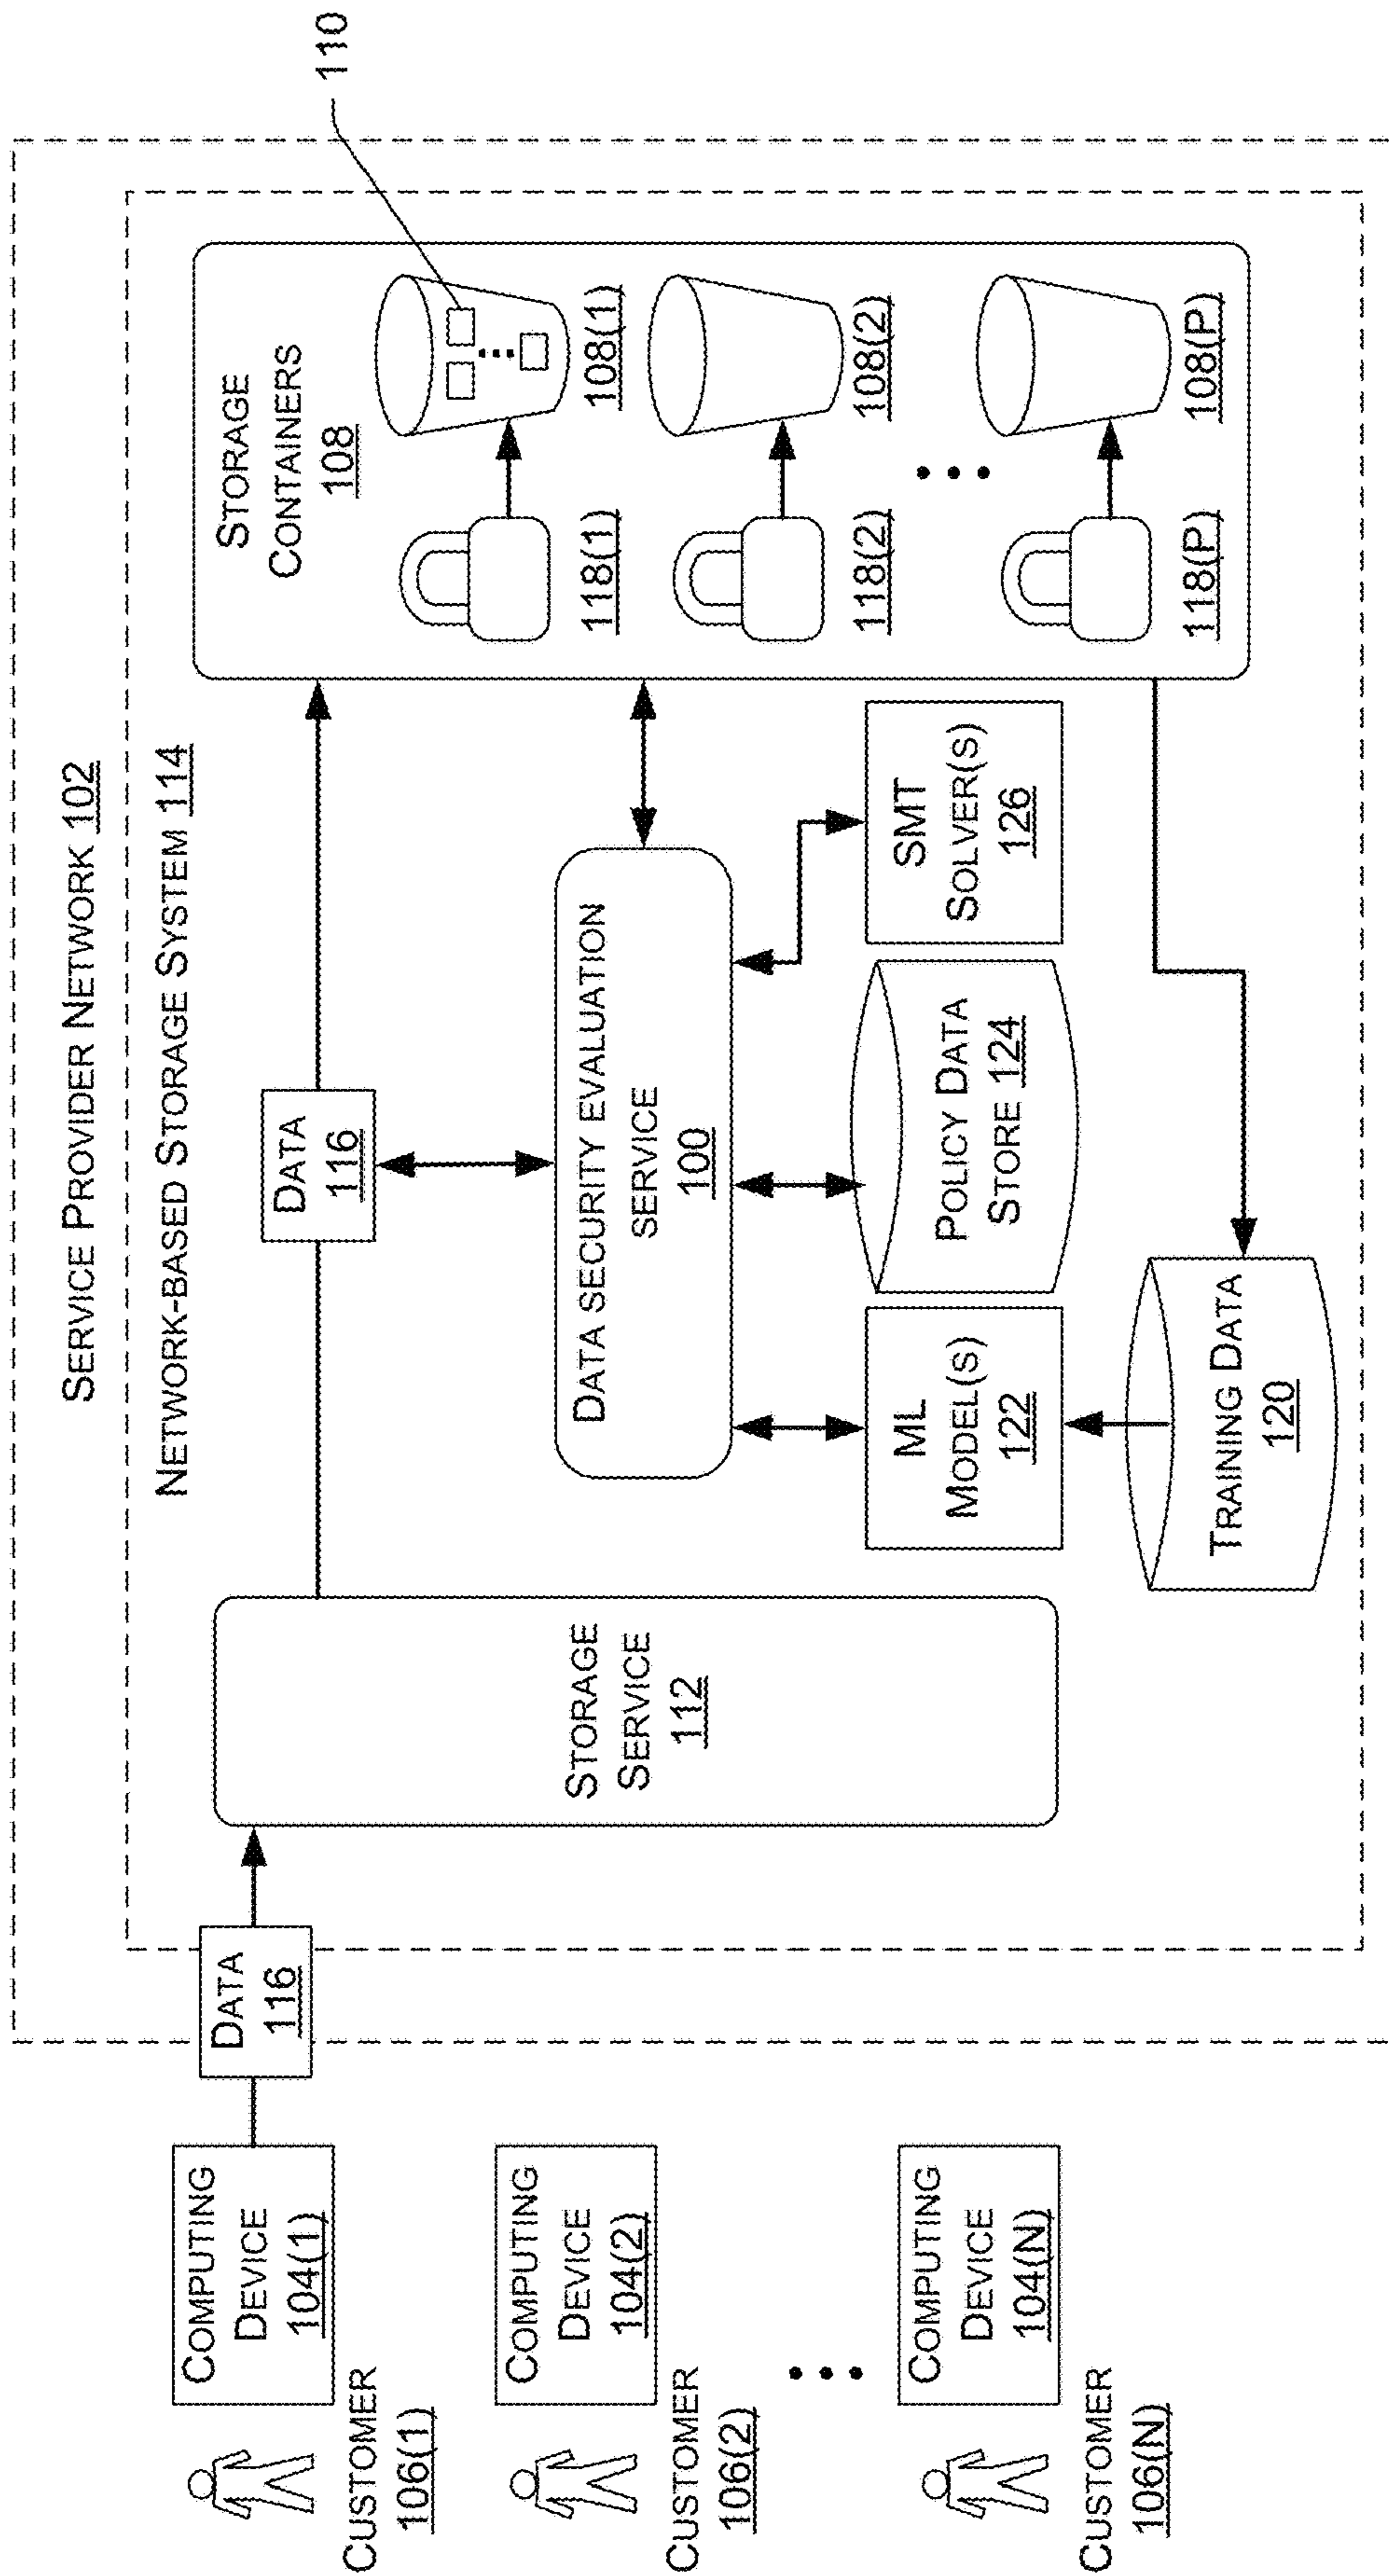 SERVICE PROVIDER NETWORK 102
NETWORK-BASED STORAGE SYSTEM 114
COMPUTING
DEVICE
104(1)
CUSTOMER
106(1)
COMPUTING
DEVICE
104(2)
CUSTOMER
106(2)
COMPUTING
DEVICE
104(N)
CUSTOMER
106(N)
DATA
116
STORAGE
SERVICE
112
DATA
116
DATA SECURITY EVALUATION
SERVICE
100
ML
MODEL(S)
122
POLICY DATA
STORE 124
SMT
SOLVER(S)
126
TRAINING DATA
120
STORAGE
CONTAINERS
108
118(1)
108(1)
110
118(2)
108(2)
118(P)
108(P)